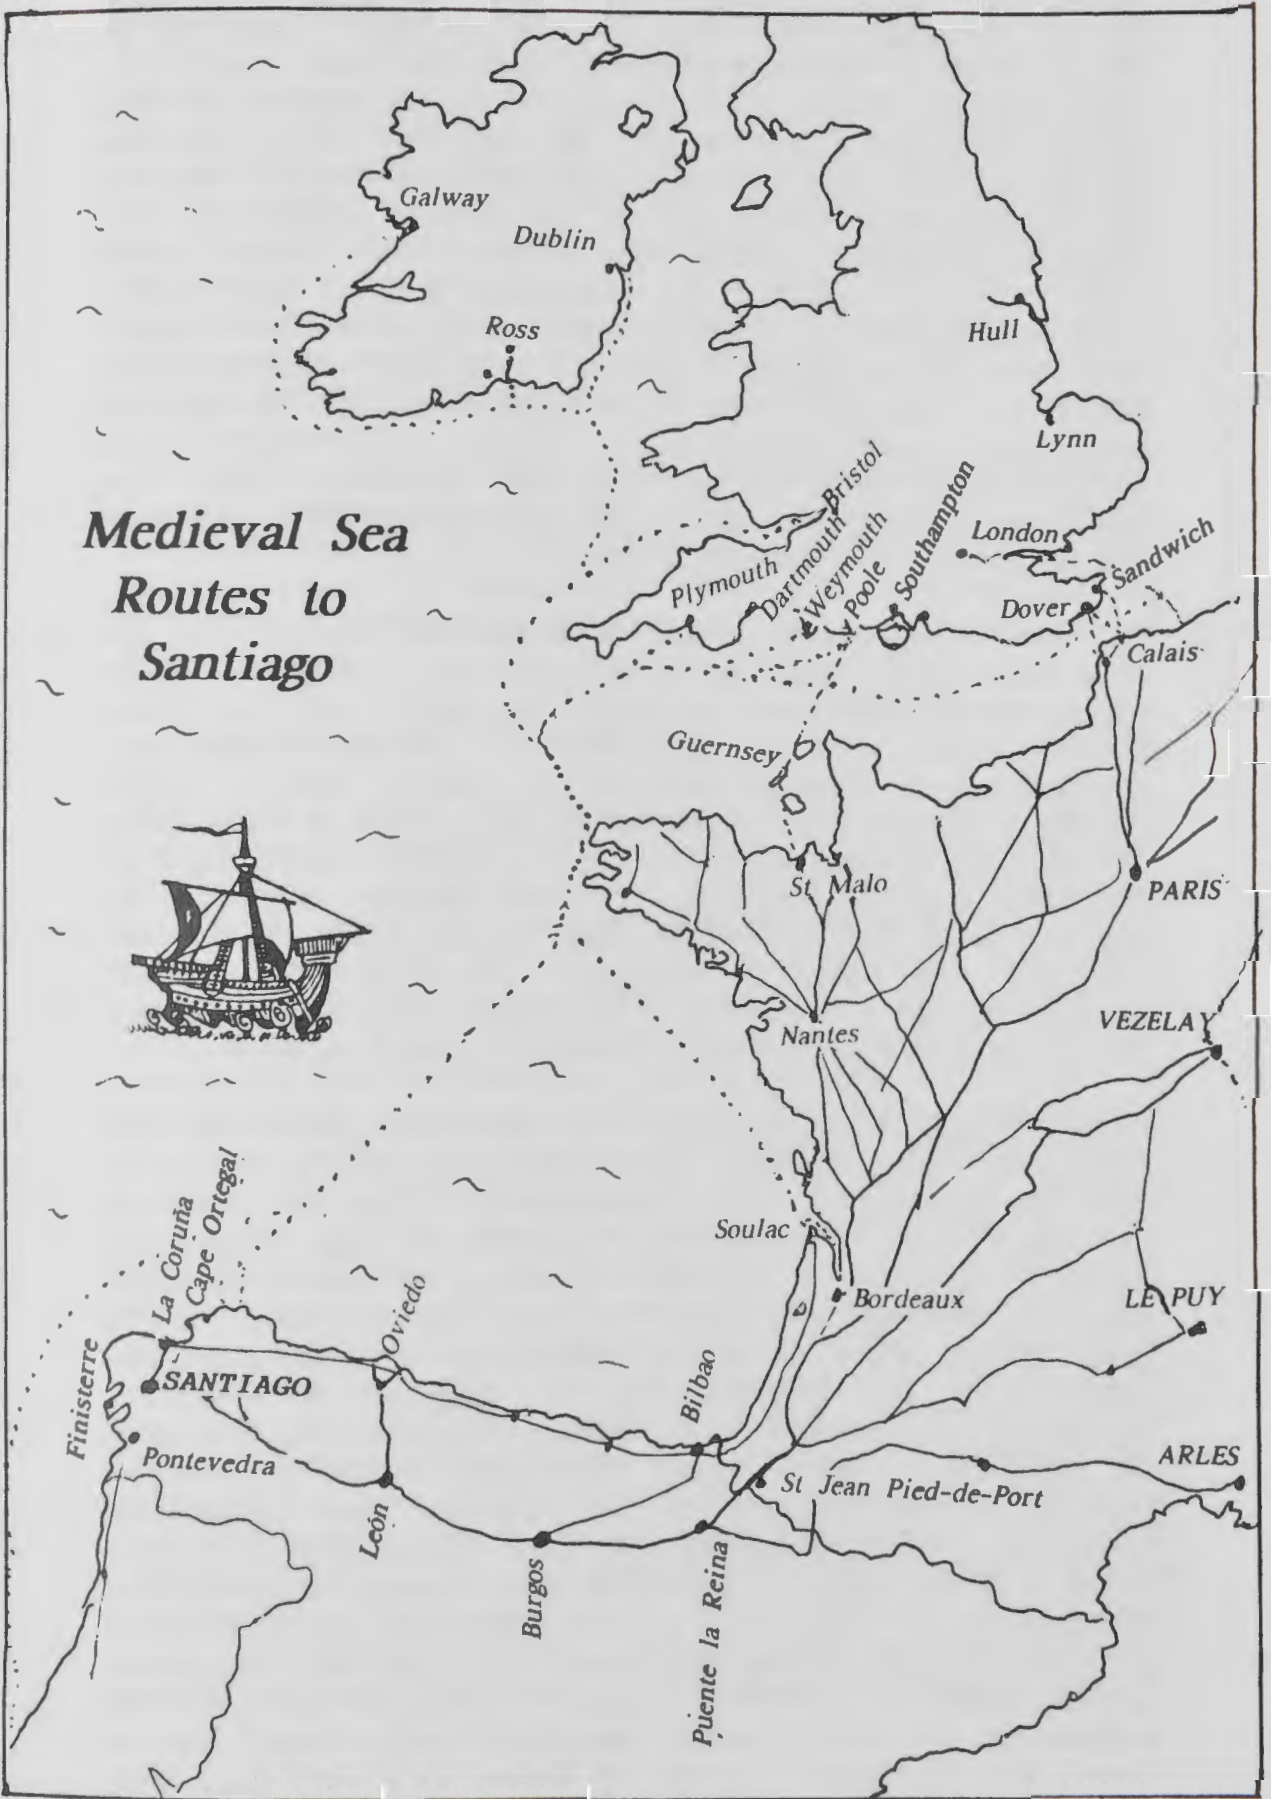 Galway
Dublin
Ross
Hull
Lynn
Medieval Sea
Routes to
Santiago
Bristol
Plymouth
Dartmouth
Weymouth
Poole
Southampton
London
Sandwich
Dover
Calais
Guernsey
St Malo
PARIS
VEZELAY
Nantes
Soulac
Bordeaux
LE PUY
La Coruña
Cape Ortegal
Oviedo
Finisterre
SANTIAGO
Bilbao
Pontevedra
ARLES
St Jean Pied-de-Port
León
Burgos
Puente la Reina